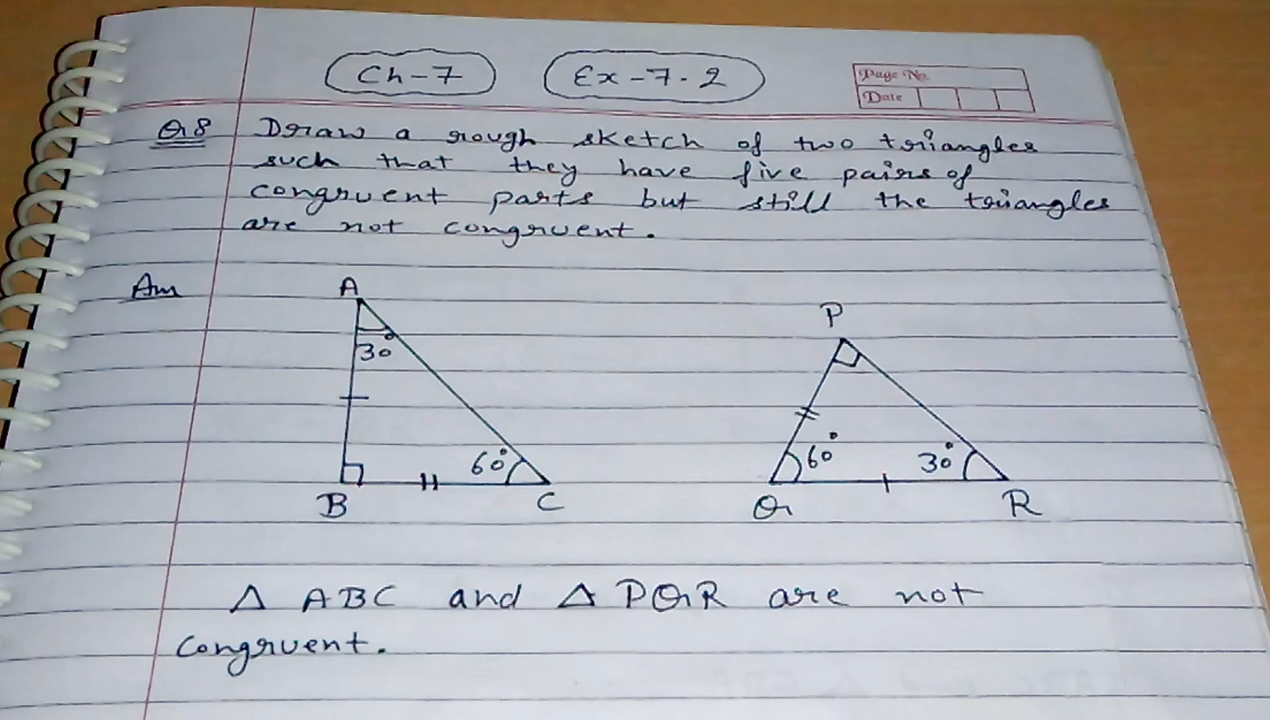 Ch-7
Ex-7.2
Page No.
Date
Q8 Draw a rough sketch of two triangles
such that they have five pairs of
congruent parts but still the triangles
are not congruent.
Ans
A
30°
60°
B
C
P
60°
30°
Q
R
Δ ABC and Δ PQR are not
congruent.